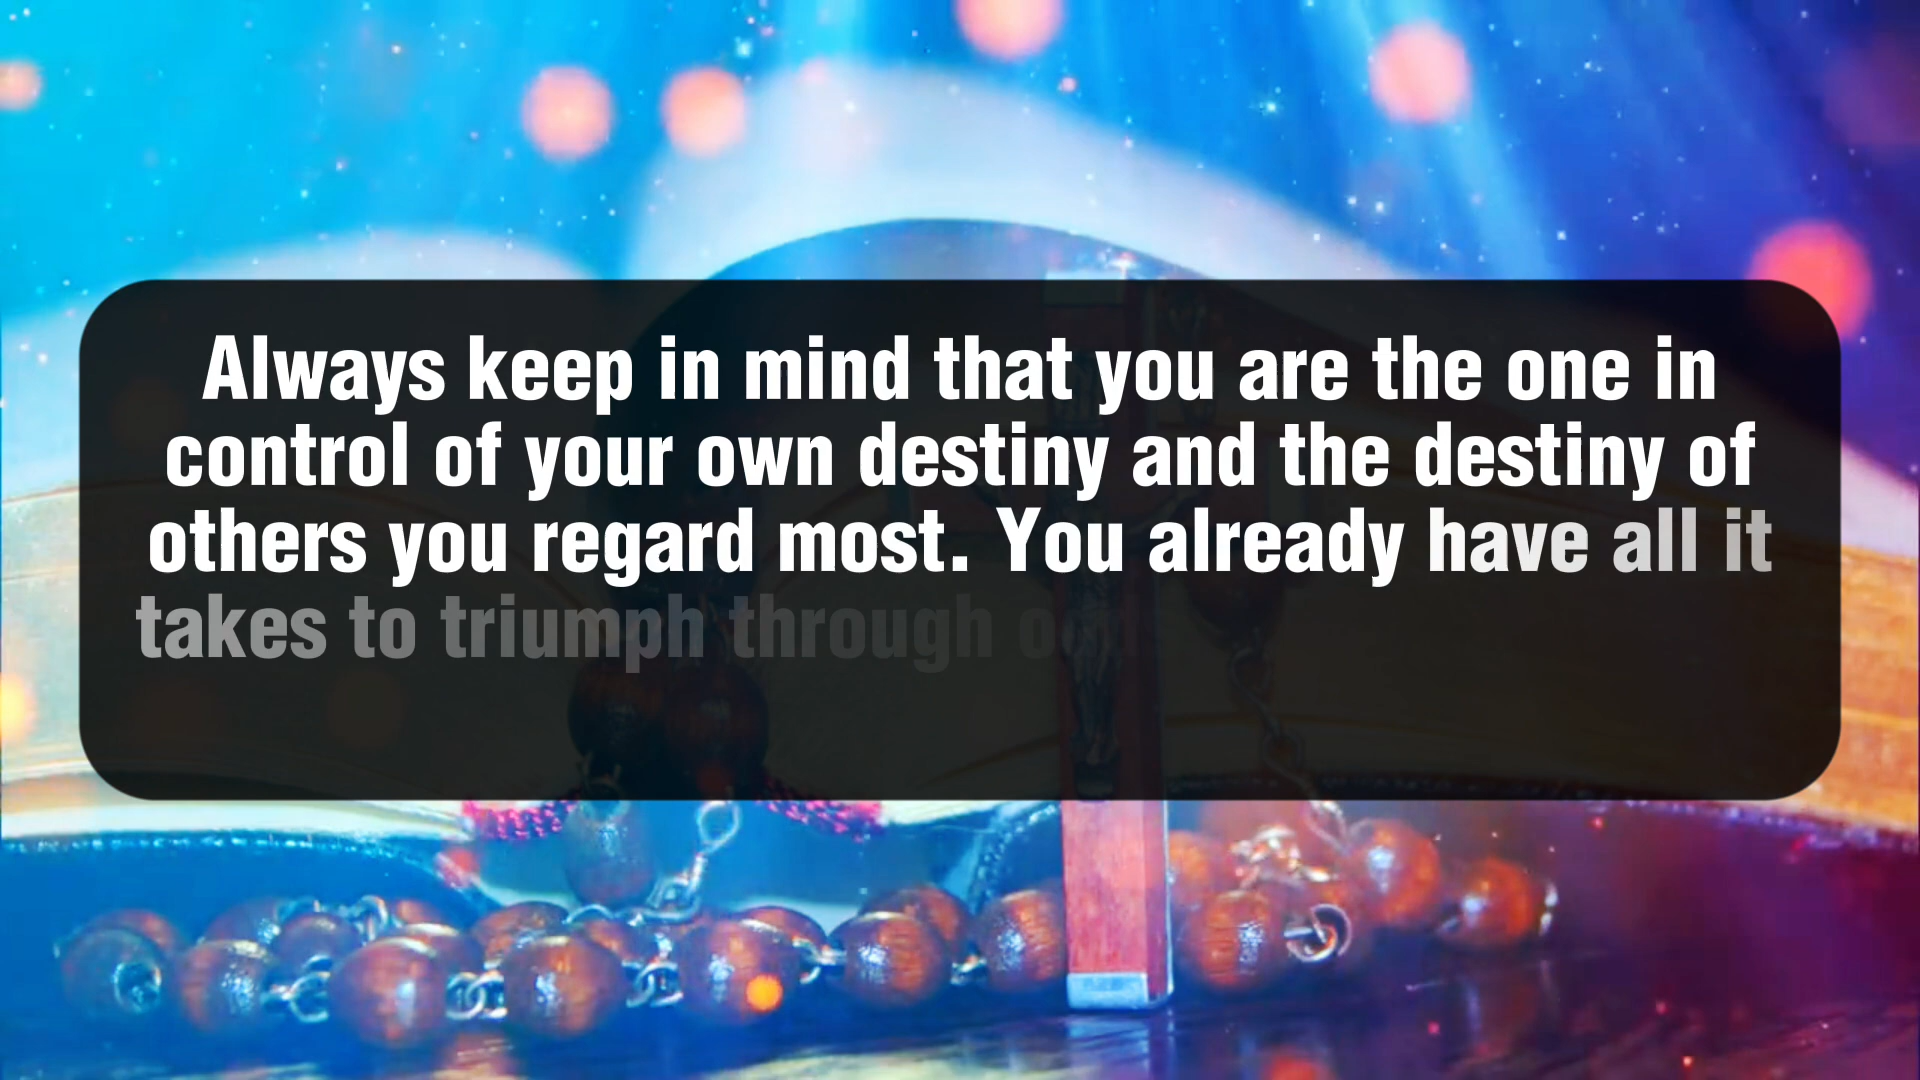 Always keep in mind that you are the one in
control of your own destiny and the destiny of
others you regard most. You already have all it
takes to triumph through